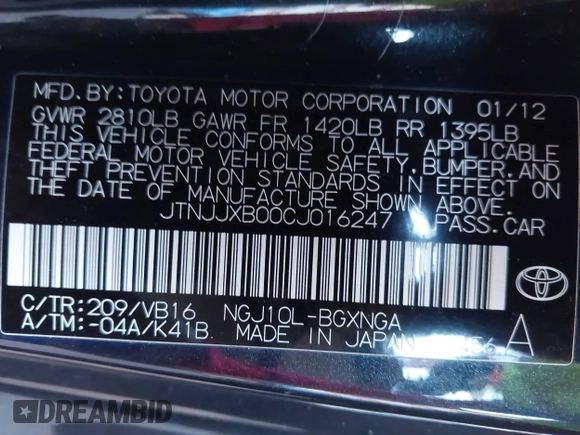 MFD. BY: TOYOTA MOTOR CORPORATION 01/12
GVWR 2810LB GAWR FR 1420LB RR 1395LB
THIS VEHICLE CONFORMS TO ALL APPLICABLE
FEDERAL MOTOR VEHICLE SAFETY, BUMPER, AND
THEFT PREVENTION STANDARDS IN EFFECT ON
THE DATE OF MANUFACTURE SHOWN ABOVE.
JTNJJXB00CJ016247 PASS.CAR
C/TR: 209/VB16 NGJ10L-BGXNGA
A/TM: -04A/K41B MADE IN JAPAN A
DREAMBID